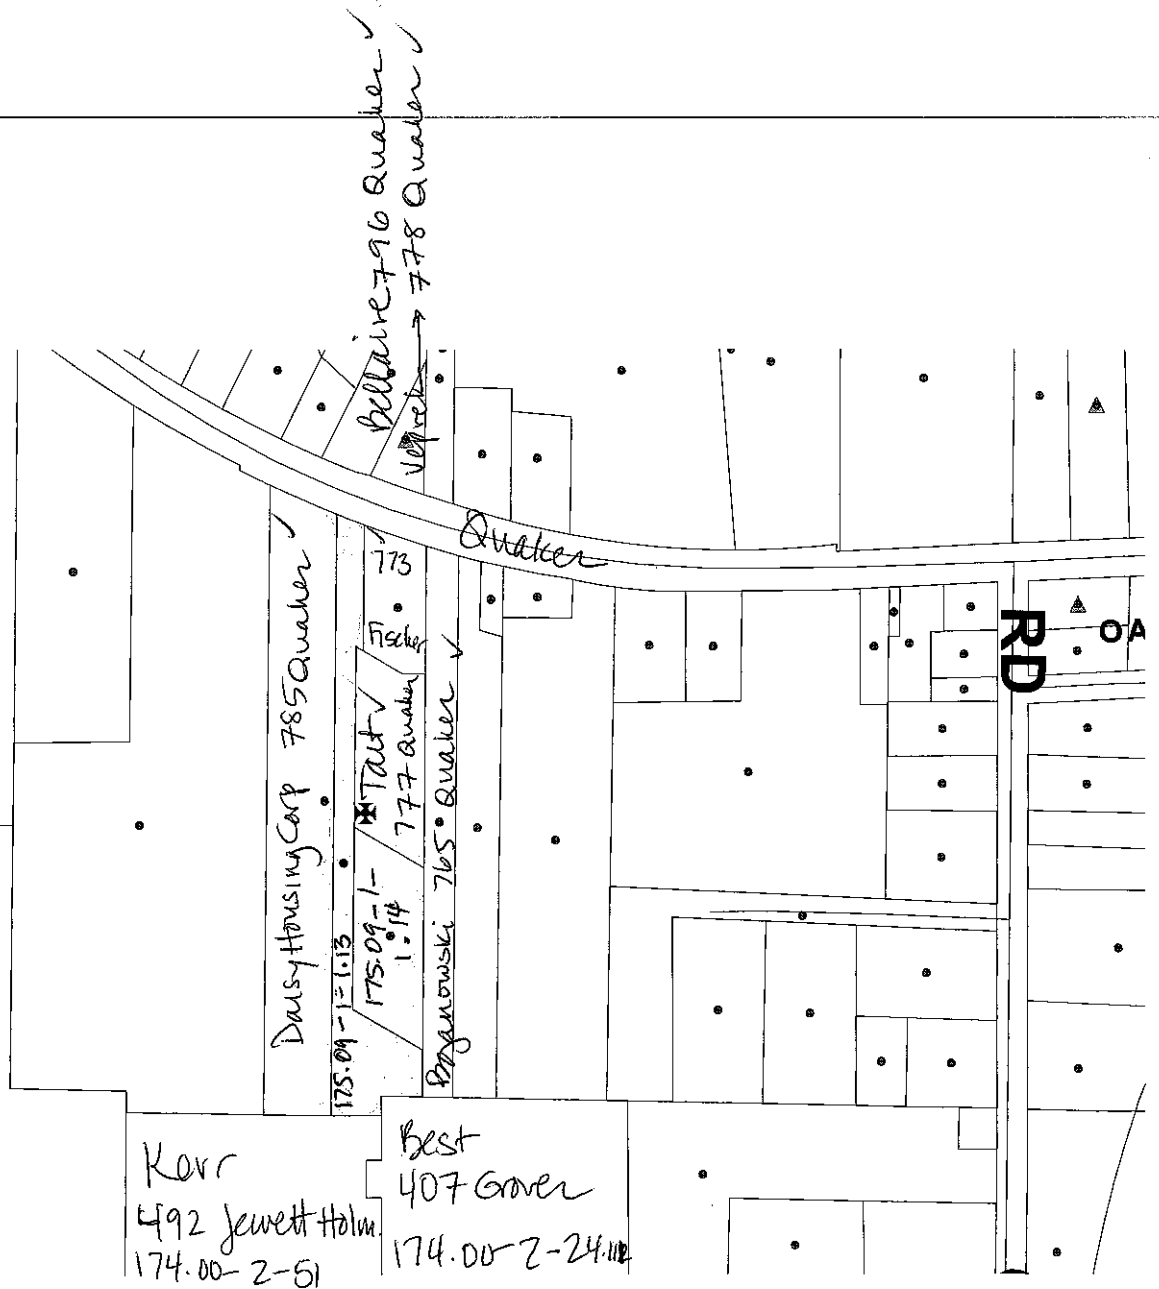 Bellaire 796 Quaker ✓
→ 778 Quaker ✓
Quaker
773 ✓
Fischer
Daisy Housing Corp 785 Quaker ✓
Tart ✓
777 Quaker
765 Quaker ✓
175.09-1-1.13
175.09-1-
1.14
RD
OA
Kerr
492 Jewett Holm.
174.00-2-51
Best
407 Grover
174.00-2-24.112